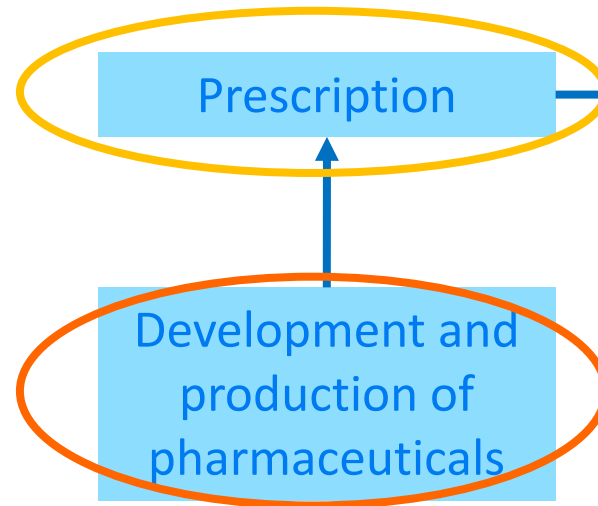 Prescription
Development and
production of
pharmaceuticals